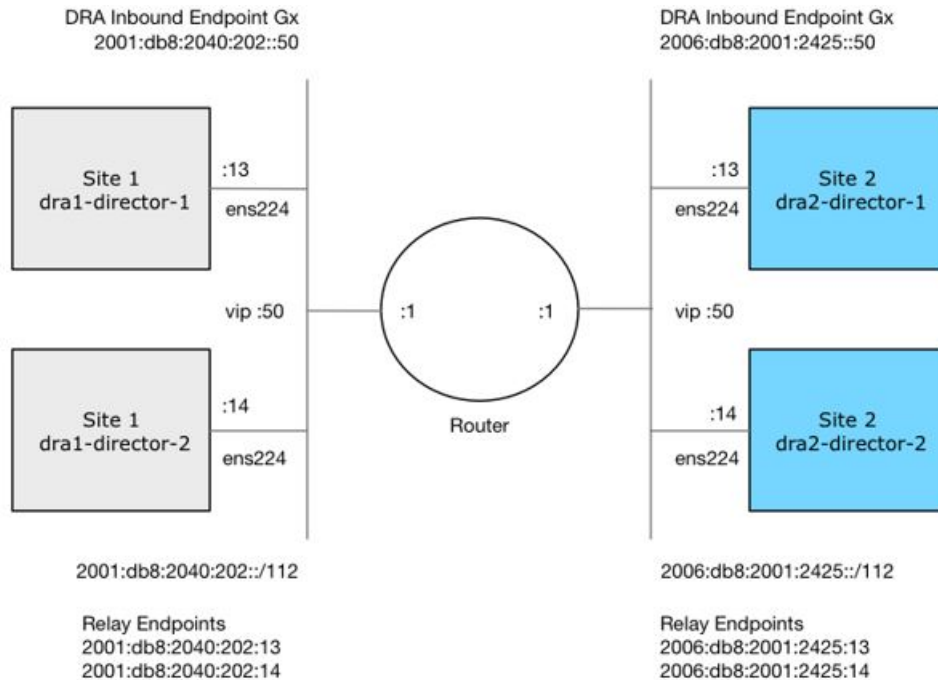 DRA Inbound Endpoint Gx
2001:db8:2040:202::50
DRA Inbound Endpoint Gx
2006:db8:2001:2425::50
Site 1
dra1-director-1
:13
ens224
:13
ens224
Site 2
dra2-director-1
vip :50
:1
:1
vip :50
Site 1
dra1-director-2
:14
ens224
Router
:14
ens224
Site 2
dra2-director-2
2001:db8:2040:202::/112
2006:db8:2001:2425::/112
Relay Endpoints
2001:db8:2040:202:13
2001:db8:2040:202:14
Relay Endpoints
2006:db8:2001:2425:13
2006:db8:2001:2425:14